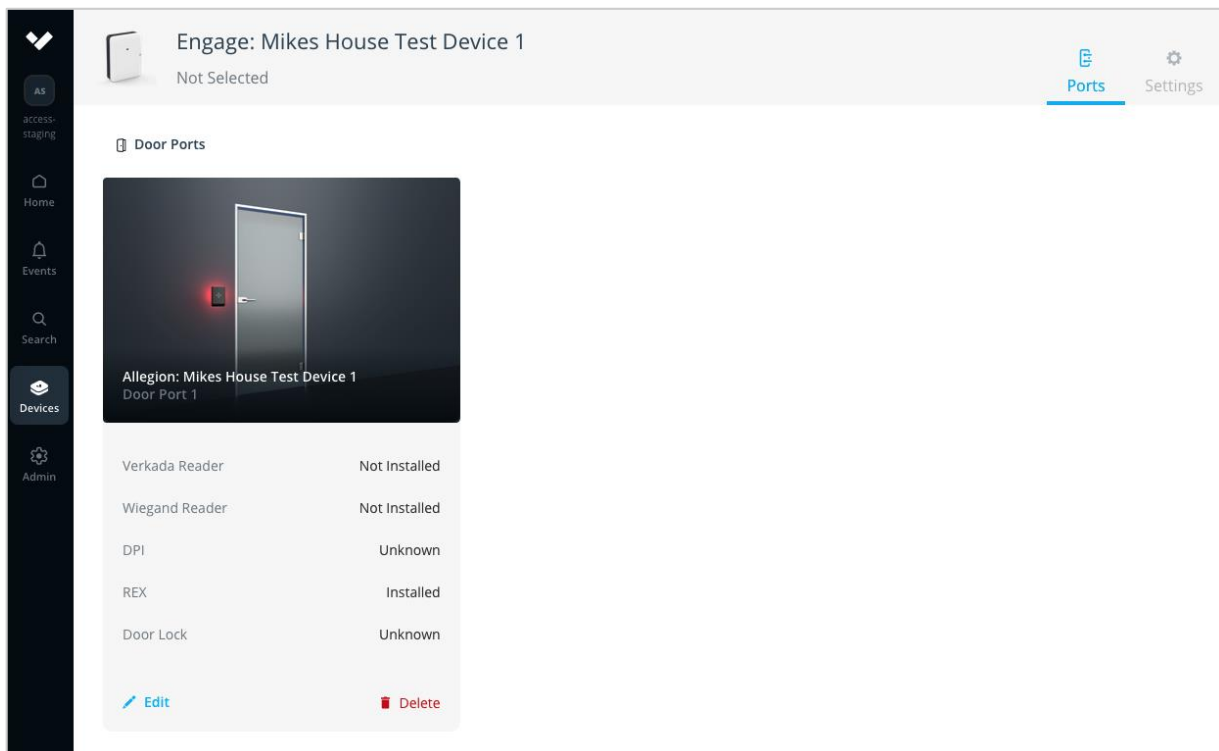 Engage: Mikes House Test Device 1
Not Selected
Ports
Settings
AS
access-
staging
Home
Events
Search
Devices
Admin
Door Ports
Allegion: Mikes House Test Device 1
Door Port 1
Verkada Reader Not Installed
Wiegand Reader Not Installed
DPI Unknown
REX Installed
Door Lock Unknown
Edit Delete